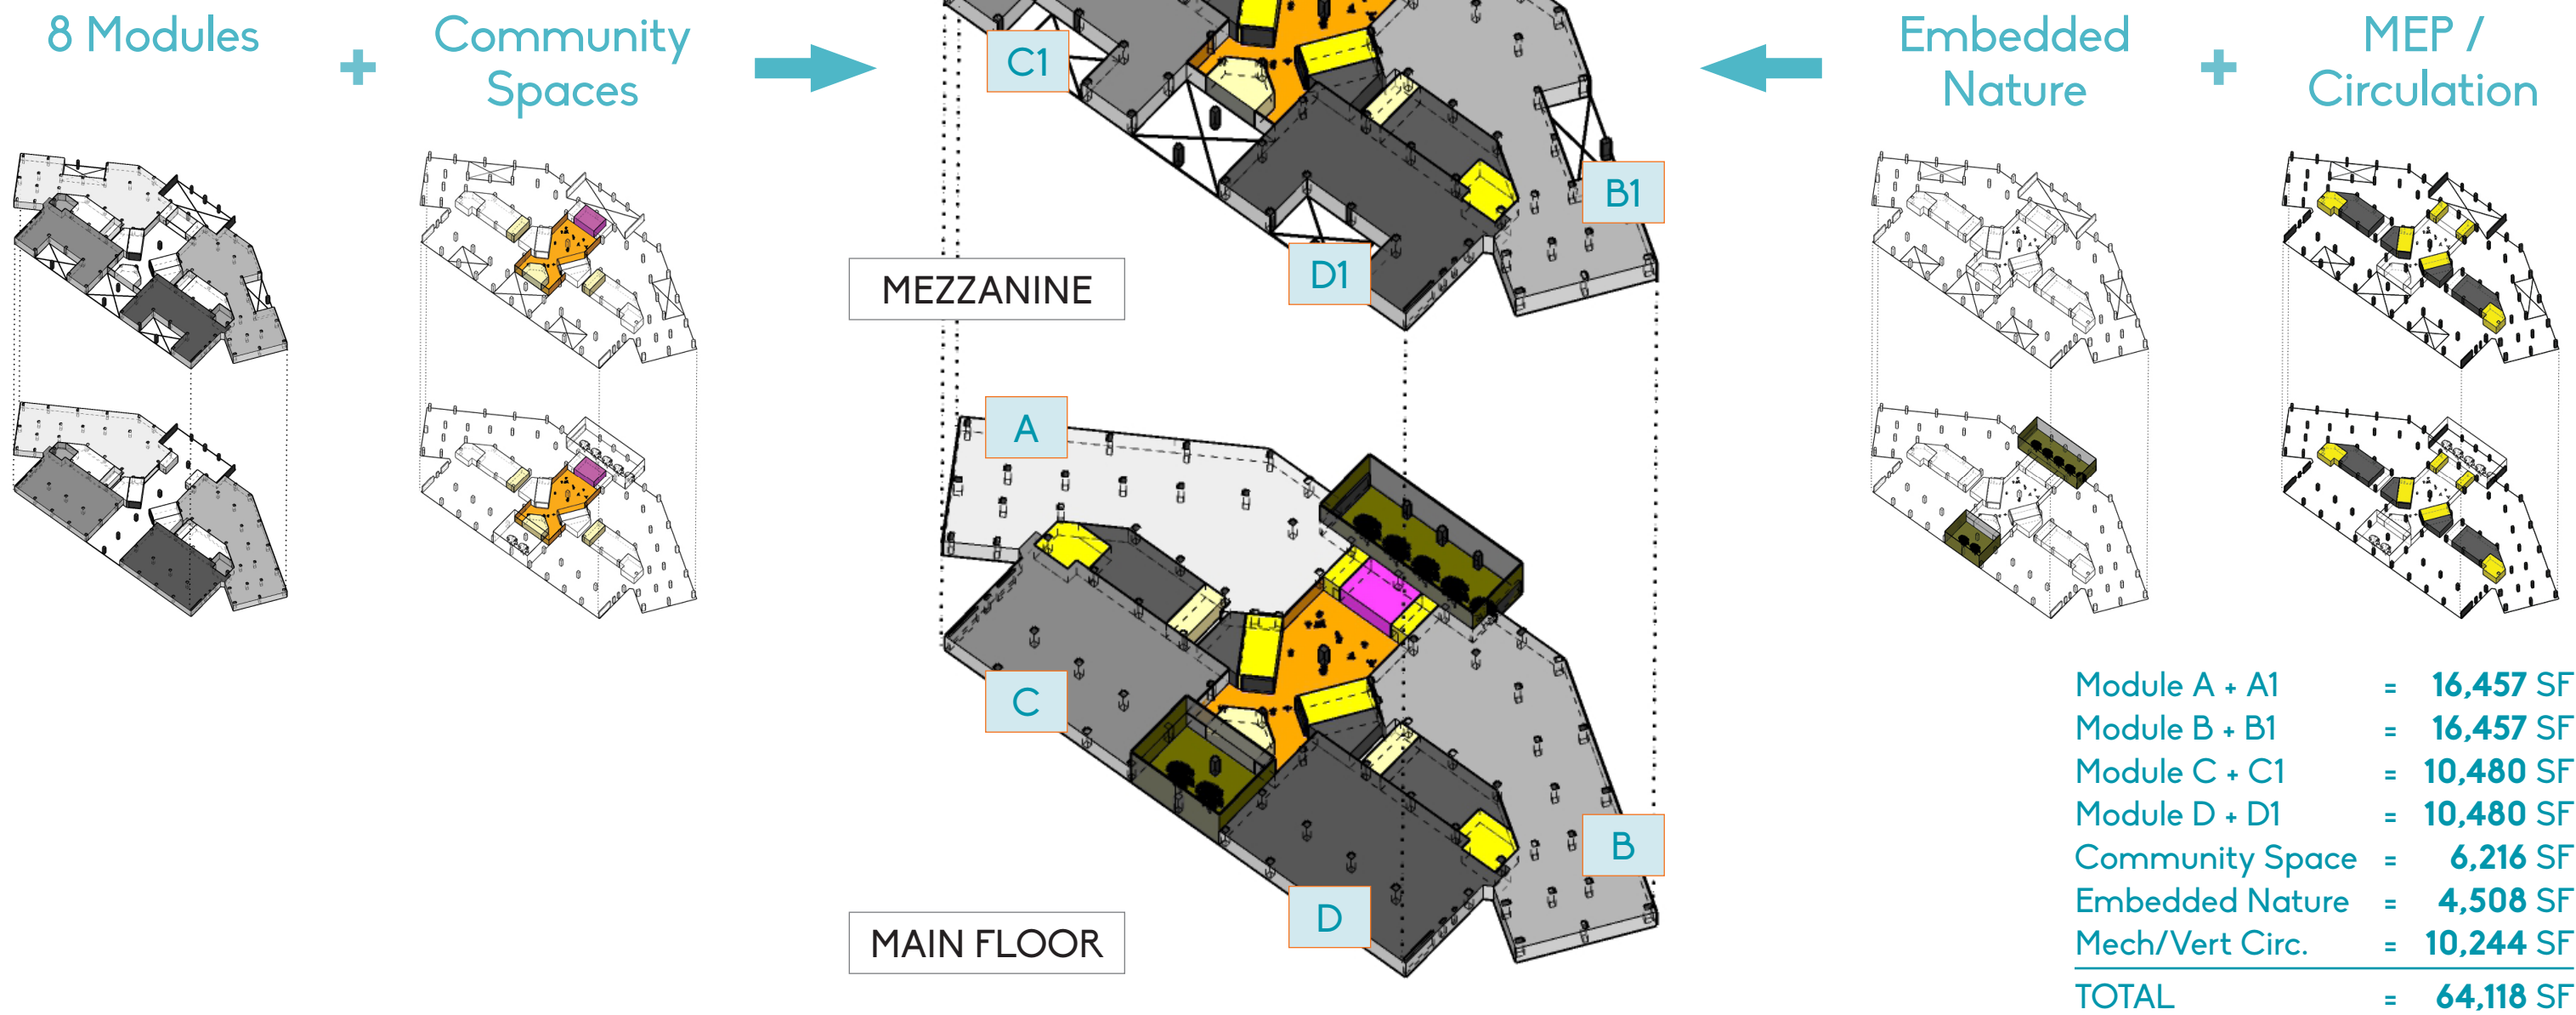 8 Modules
+
Community
Spaces
Embedded
Nature
+
MEP /
Circulation
C1
B1
D1
MEZZANINE
A
C
B
D
MAIN FLOOR
Module A + A1 = 16,457 SF
Module B + B1 = 16,457 SF
Module C + C1 = 10,480 SF
Module D + D1 = 10,480 SF
Community Space = 6,216 SF
Embedded Nature = 4,508 SF
Mech/Vert Circ. = 10,244 SF
TOTAL = 64,118 SF